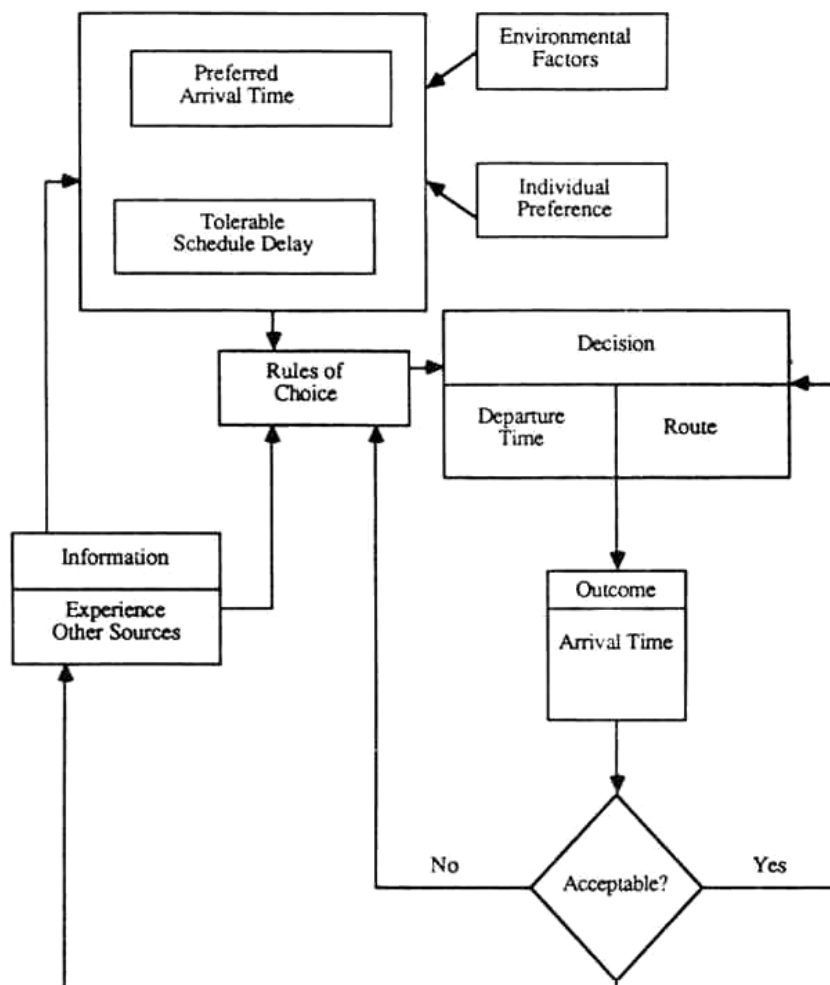 Preferred
Arrival Time
Environmental
Factors
Individual
Preference
Tolerable
Schedule Delay
Rules of
Choice
Decision
Departure
Time
Route
Information
Experience
Other Sources
Outcome
Arrival Time
No
Acceptable?
Yes